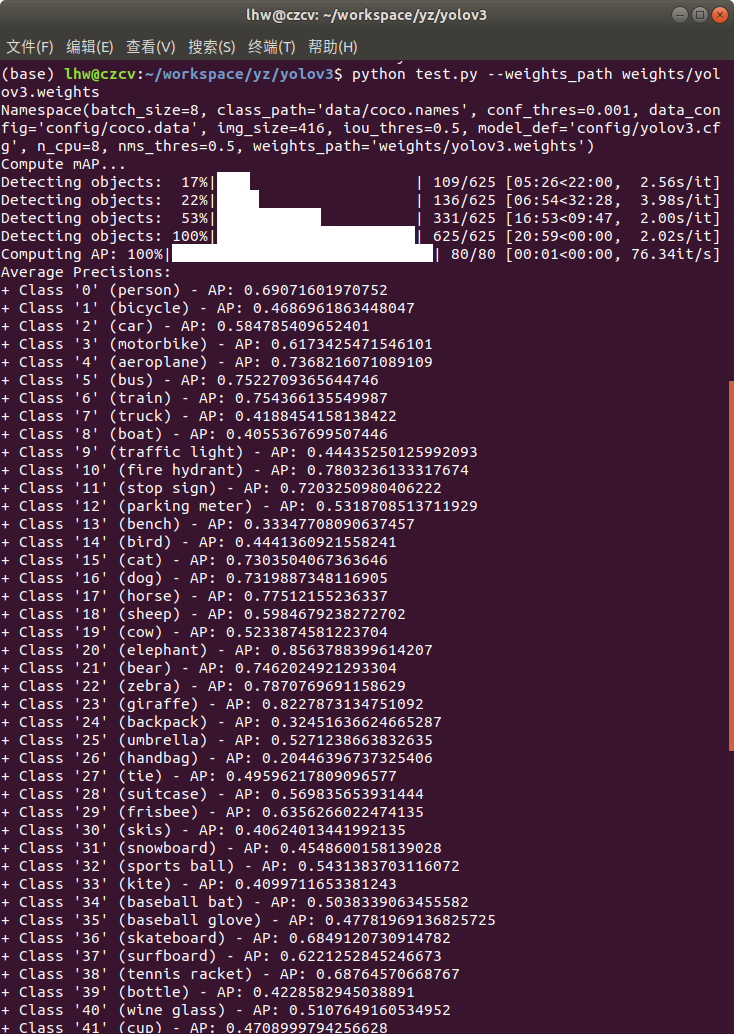 lhw@czcv: ~/workspace/yz/yolov3
文件(F) 编辑(E) 查看(V) 搜索(S) 终端(T) 帮助(H)
(base) lhw@czcv:~/workspace/yz/yolov3$ python test.py --weights_path weights/yol
ov3.weights
Namespace(batch_size=8, class_path='data/coco.names', conf_thres=0.001, data_con
fig='config/coco.data', img_size=416, iou_thres=0.5, model_def='config/yolov3.cf
g', n_cpu=8, nms_thres=0.5, weights_path='weights/yolov3.weights')
Compute mAP...
Detecting objects:  17%| | 109/625 [05:26<22:00,  2.56s/it]
Detecting objects:  22%| | 136/625 [06:54<32:28,  3.98s/it]
Detecting objects:  53%| | 331/625 [16:53<09:47,  2.00s/it]
Detecting objects: 100%| | 625/625 [20:59<00:00,  2.02s/it]
Computing AP: 100%| | 80/80 [00:01<00:00, 76.34it/s]
Average Precisions:
+ Class '0' (person) - AP: 0.69071601970752
+ Class '1' (bicycle) - AP: 0.4686961863448047
+ Class '2' (car) - AP: 0.584785409652401
+ Class '3' (motorbike) - AP: 0.6173425471546101
+ Class '4' (aeroplane) - AP: 0.7368216071089109
+ Class '5' (bus) - AP: 0.7522709365644746
+ Class '6' (train) - AP: 0.754366135549987
+ Class '7' (truck) - AP: 0.4188454158138422
+ Class '8' (boat) - AP: 0.4055367699507446
+ Class '9' (traffic light) - AP: 0.44435250125992093
+ Class '10' (fire hydrant) - AP: 0.7803236133317674
+ Class '11' (stop sign) - AP: 0.7203250980406222
+ Class '12' (parking meter) - AP: 0.5318708513711929
+ Class '13' (bench) - AP: 0.33347708090637457
+ Class '14' (bird) - AP: 0.4441360921558241
+ Class '15' (cat) - AP: 0.7303504067363646
+ Class '16' (dog) - AP: 0.7319887348116905
+ Class '17' (horse) - AP: 0.77512155236337
+ Class '18' (sheep) - AP: 0.5984679238272702
+ Class '19' (cow) - AP: 0.5233874581223704
+ Class '20' (elephant) - AP: 0.8563788399614207
+ Class '21' (bear) - AP: 0.7462024921293304
+ Class '22' (zebra) - AP: 0.7870769691158629
+ Class '23' (giraffe) - AP: 0.8227873134751092
+ Class '24' (backpack) - AP: 0.32451636624665287
+ Class '25' (umbrella) - AP: 0.5271238663832635
+ Class '26' (handbag) - AP: 0.20446396737325406
+ Class '27' (tie) - AP: 0.49596217809096577
+ Class '28' (suitcase) - AP: 0.569835653931444
+ Class '29' (frisbee) - AP: 0.6356266022474135
+ Class '30' (skis) - AP: 0.40624013441992135
+ Class '31' (snowboard) - AP: 0.4548600158139028
+ Class '32' (sports ball) - AP: 0.5431383703116072
+ Class '33' (kite) - AP: 0.4099711653381243
+ Class '34' (baseball bat) - AP: 0.5038339063455582
+ Class '35' (baseball glove) - AP: 0.47781969136825725
+ Class '36' (skateboard) - AP: 0.6849120730914782
+ Class '37' (surfboard) - AP: 0.6221252845246673
+ Class '38' (tennis racket) - AP: 0.68764570668767
+ Class '39' (bottle) - AP: 0.4228582945038891
+ Class '40' (wine glass) - AP: 0.5107649160534952
+ Class '41' (cup) - AP: 0.4708999794256628